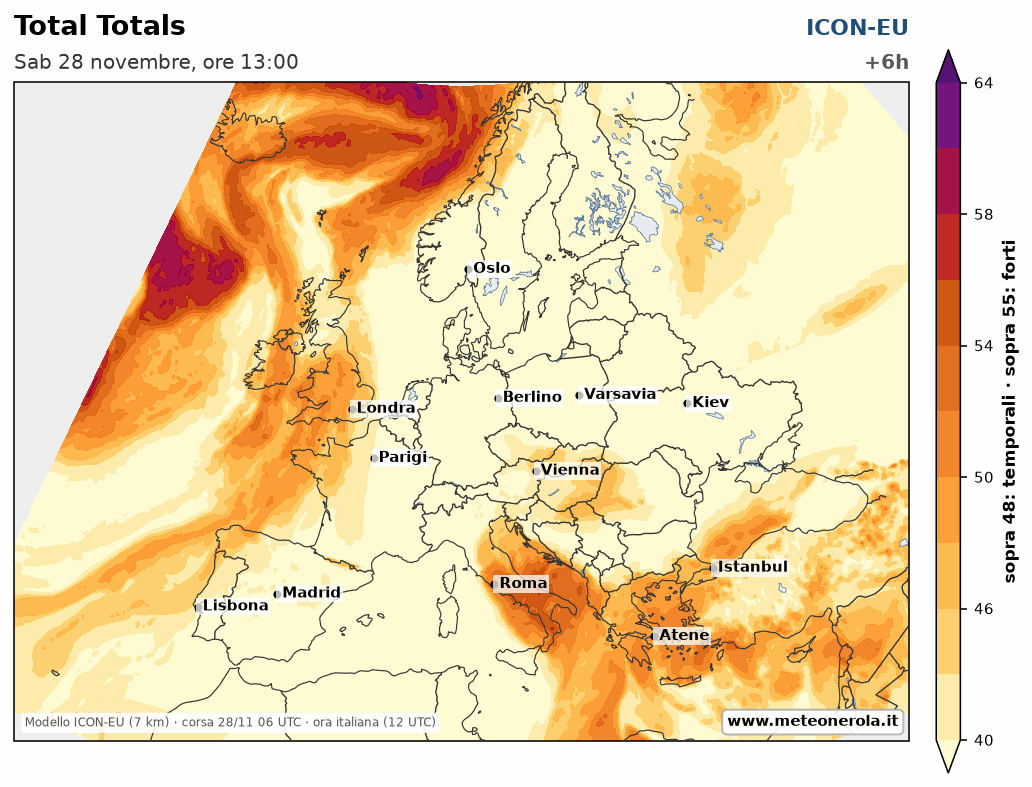 Total Totals
ICON-EU
Sab 28 novembre, ore 13:00
+6h
64
58
54
50
46
40
sopra 48: temporali · sopra 55: forti
Oslo
Berlino
Varsavia
Kiev
Londra
Parigi
Vienna
Istanbul
Roma
Madrid
Lisbona
Atene
Modello ICON-EU (7 km) · corsa 28/11 06 UTC · ora italiana (12 UTC)
www.meteonerola.it